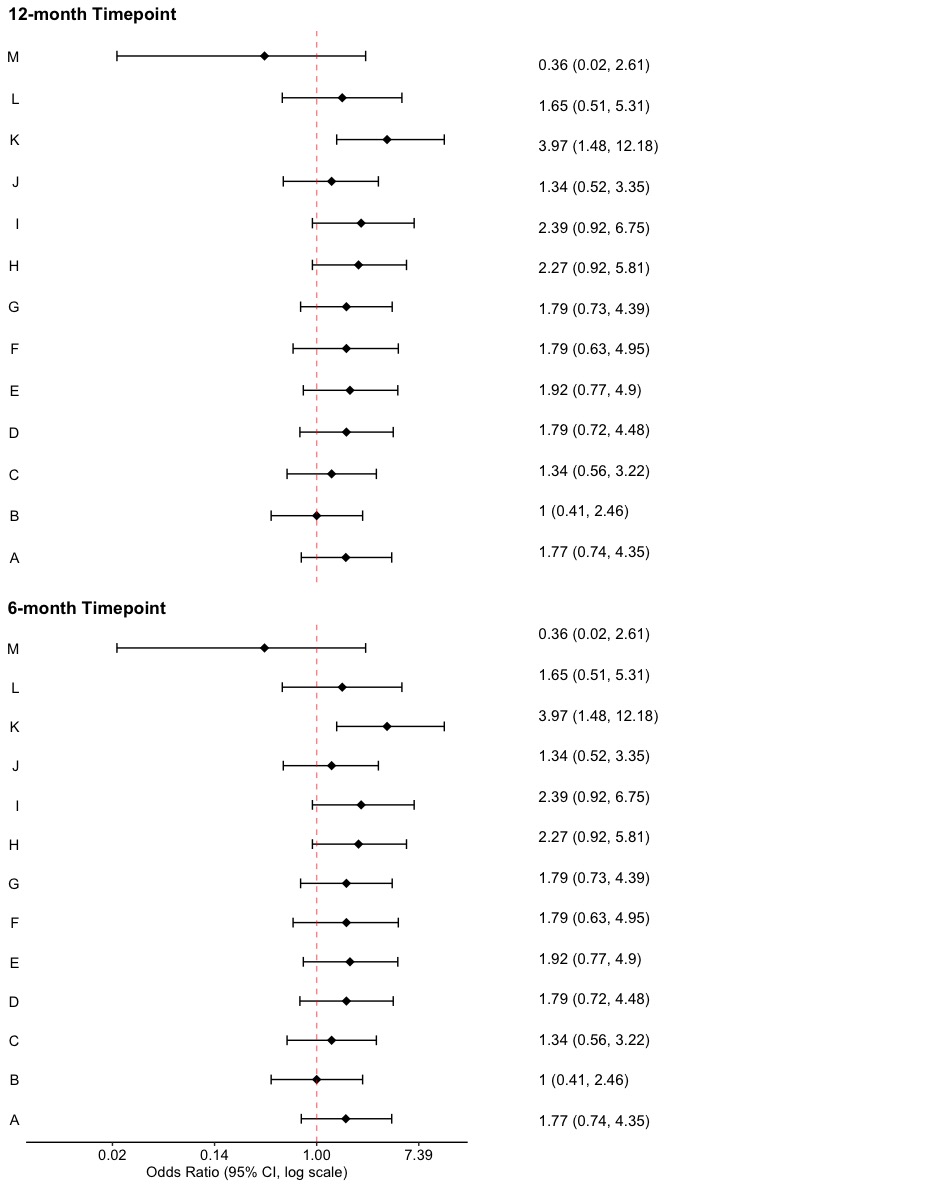 12-month Timepoint
M 0.36 (0.02, 2.61)
L 1.65 (0.51, 5.31)
K 3.97 (1.48, 12.18)
J 1.34 (0.52, 3.35)
I 2.39 (0.92, 6.75)
H 2.27 (0.92, 5.81)
G 1.79 (0.73, 4.39)
F 1.79 (0.63, 4.95)
E 1.92 (0.77, 4.9)
D 1.79 (0.72, 4.48)
C 1.34 (0.56, 3.22)
B 1 (0.41, 2.46)
A 1.77 (0.74, 4.35)
6-month Timepoint
M 0.36 (0.02, 2.61)
L 1.65 (0.51, 5.31)
K 3.97 (1.48, 12.18)
J 1.34 (0.52, 3.35)
I 2.39 (0.92, 6.75)
H 2.27 (0.92, 5.81)
G 1.79 (0.73, 4.39)
F 1.79 (0.63, 4.95)
E 1.92 (0.77, 4.9)
D 1.79 (0.72, 4.48)
C 1.34 (0.56, 3.22)
B 1 (0.41, 2.46)
A 1.77 (0.74, 4.35)
0.02 0.14 1.00 7.39
Odds Ratio (95% CI, log scale)